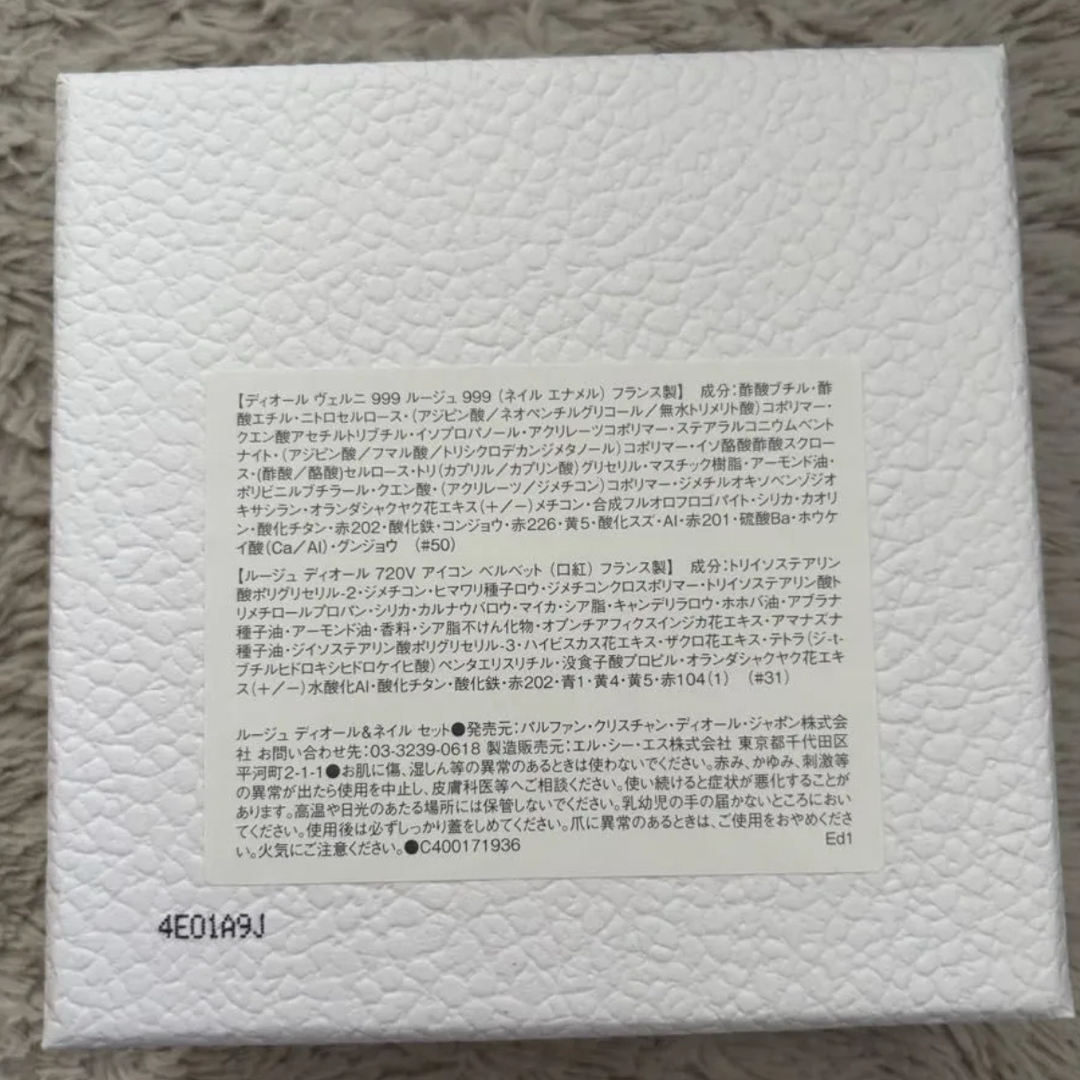 【ディオール ヴェルニ 999 ルージュ 999 (ネイル エナメル) フランス製】 成分:酢酸ブチル・酢
酸エチル・ニトロセルロース・(アジピン酸/ネオペンチルグリコール/無水トリメリト酸)コポリマー・
クエン酸アセチルトリブチル・イソプロパノール・アクリレーツコポリマー・ステアラルコニウムベント
ナイト・(アジピン酸/フマル酸/トリシクロデカンジメタノール)コポリマー・イソ酪酸酢酸スクロー
ス・(酢酸/酪酸)セルロース・トリ(カプリル/カプリン酸)グリセリル・マスチック樹脂・アーモンド油・
ポリビニルブチラール・クエン酸・(アクリレーツ/ジメチコン)コポリマー・ジメチルオキソベンゾジオ
キサシラン・オランダシャクヤク花エキス(+/−)メチコン・合成フルオロフロゴパイト・シリカ・カオリ
ン・酸化チタン・赤202・酸化鉄・コンジョウ・赤226・黄5・酸化スズ・Al・赤201・硫酸Ba・ホウケ
イ酸(Ca/Al)・グンジョウ (#50)
【ルージュ ディオール 720V アイコン ベルベット (口紅) フランス製】 成分:トリイソステアリン
酸ポリグリセリル-2・ジメチコン・ヒマワリ種子ロウ・ジメチコンクロスポリマー・トリイソステアリン酸ト
リメチロールプロパン・シリカ・カルナウバロウ・マイカ・シア脂・キャンデリラロウ・ホホバ油・アブラナ
種子油・アーモンド油・香料・シア脂不けん化物・オプンチアフィクスインジカ花エキス・アマナズナ
種子油・ジイソステアリン酸ポリグリセリル-3・ハイビスカス花エキス・ザクロ花エキス・テトラ(ジ-t-
ブチルヒドロキシヒドロケイヒ酸)ペンタエリスリチル・没食子酸プロピル・オランダシャクヤク花エキ
ス(+/−)水酸化Al・酸化チタン・酸化鉄・赤202・青1・黄4・黄5・赤104(1) (#31)
ルージュ ディオール&ネイル セット●発売元:パルファン・クリスチャン・ディオール・ジャポン株式会
社 お問い合わせ先:03-3239-0618 製造販売元:エル・シー・エス株式会社 東京都千代田区
平河町2-1-1●お肌に傷、湿しん等の異常のあるときは使わないでください。赤み、かゆみ、刺激等
の異常が出たら使用を中止し、皮膚科医等へご相談ください。使い続けると症状が悪化することが
あります。高温や日光のあたる場所には保管しないでください。乳幼児の手の届かないところにおい
てください。使用後は必ずしっかり蓋をしめてください。爪に異常のあるときは、ご使用をおやめくださ
い。火気にご注意ください。●C400171936 Ed1
4E01A9J